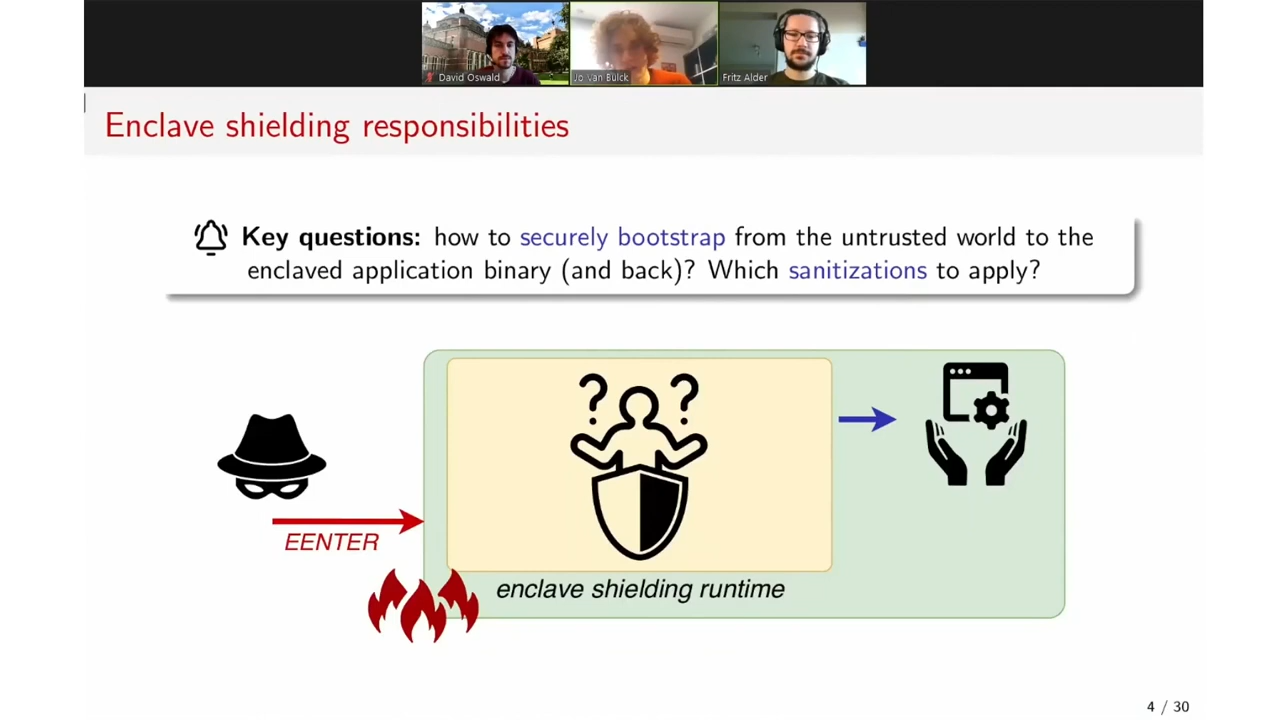 David Oswald
Jo Van Bulck
Fritz Alder
Enclave shielding responsibilities
Key questions: how to securely bootstrap from the untrusted world to the
enclaved application binary (and back)? Which sanitizations to apply?
? ?
EENTER
enclave shielding runtime
4 / 30